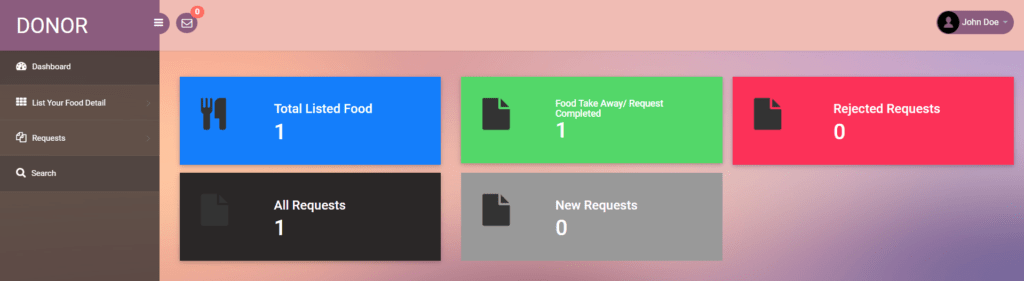 DONOR
0
John Doe
Dashboard
List Your Food Detail
Requests
Search
Total Listed Food
1
Food Take Away/ Request
Completed
1
Rejected Requests
0
All Requests
1
New Requests
0